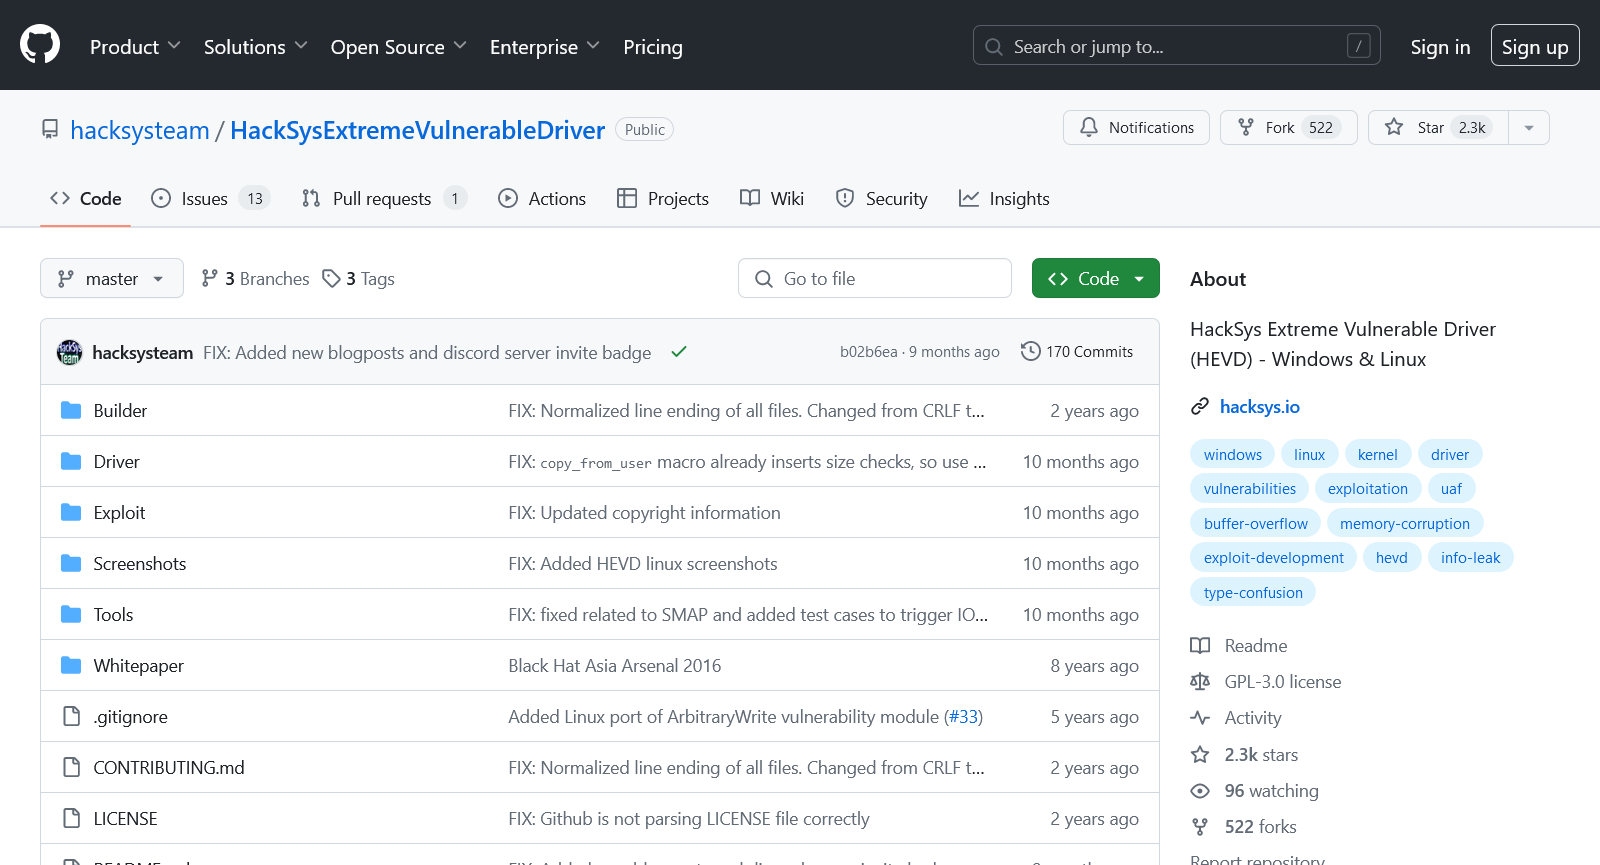 Product Solutions Open Source Enterprise Pricing Search or jump to... / Sign in Sign up
hacksysteam / HackSysExtremeVulnerableDriver Public Notifications Fork 522 Star 2.3k
Code Issues 13 Pull requests 1 Actions Projects Wiki Security Insights
master 3 Branches 3 Tags Go to file Code
hacksysteam FIX: Added new blogposts and discord server invite badge b02b6ea · 9 months ago 170 Commits
Builder FIX: Normalized line ending of all files. Changed from CRLF t... 2 years ago
Driver FIX: copy_from_user macro already inserts size checks, so use ... 10 months ago
Exploit FIX: Updated copyright information 10 months ago
Screenshots FIX: Added HEVD linux screenshots 10 months ago
Tools FIX: fixed related to SMAP and added test cases to trigger IO... 10 months ago
Whitepaper Black Hat Asia Arsenal 2016 8 years ago
.gitignore Added Linux port of ArbitraryWrite vulnerability module (#33) 5 years ago
CONTRIBUTING.md FIX: Normalized line ending of all files. Changed from CRLF t... 2 years ago
LICENSE FIX: Github is not parsing LICENSE file correctly 2 years ago
About
HackSys Extreme Vulnerable Driver
(HEVD) - Windows & Linux
hacksys.io
windows linux kernel driver
vulnerabilities exploitation uaf
buffer-overflow memory-corruption
exploit-development hevd info-leak
type-confusion
Readme
GPL-3.0 license
Activity
2.3k stars
96 watching
522 forks
Report repository